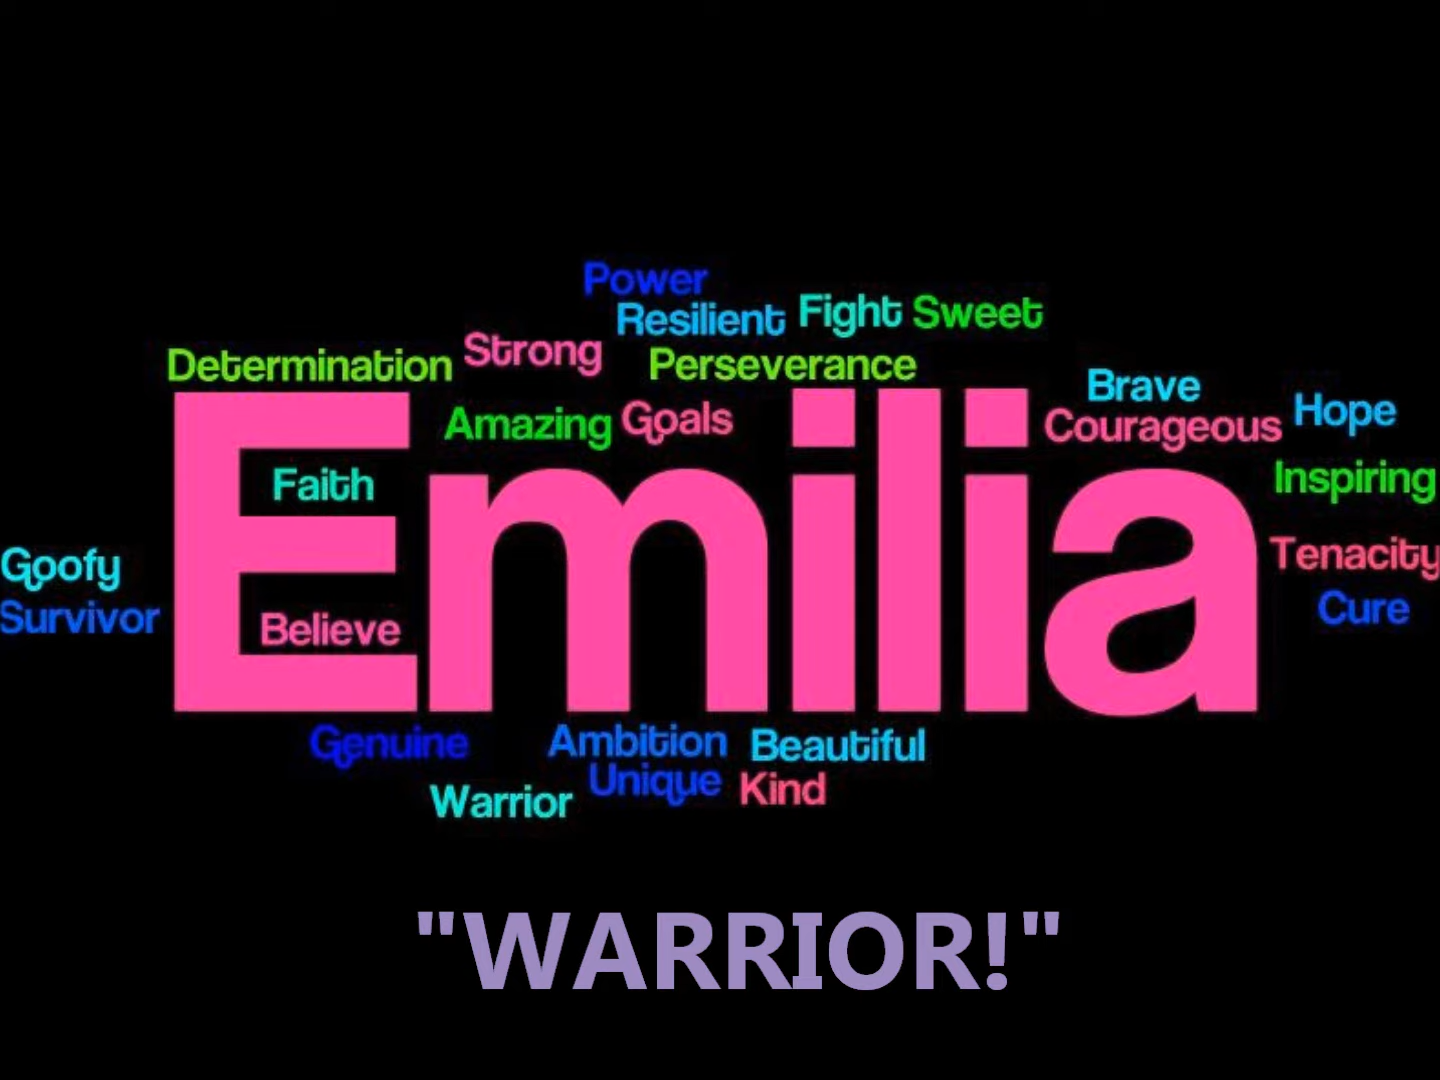 Power
Resilient Fight Sweet
Determination Strong Perseverance
Brave
Amazing Goals Courageous Hope
Faith
Inspiring
Emilia
Goofy
Tenacity
Survivor
Believe
Cure
Genuine Ambition Beautiful
Unique Kind
Warrior
"WARRIOR!"